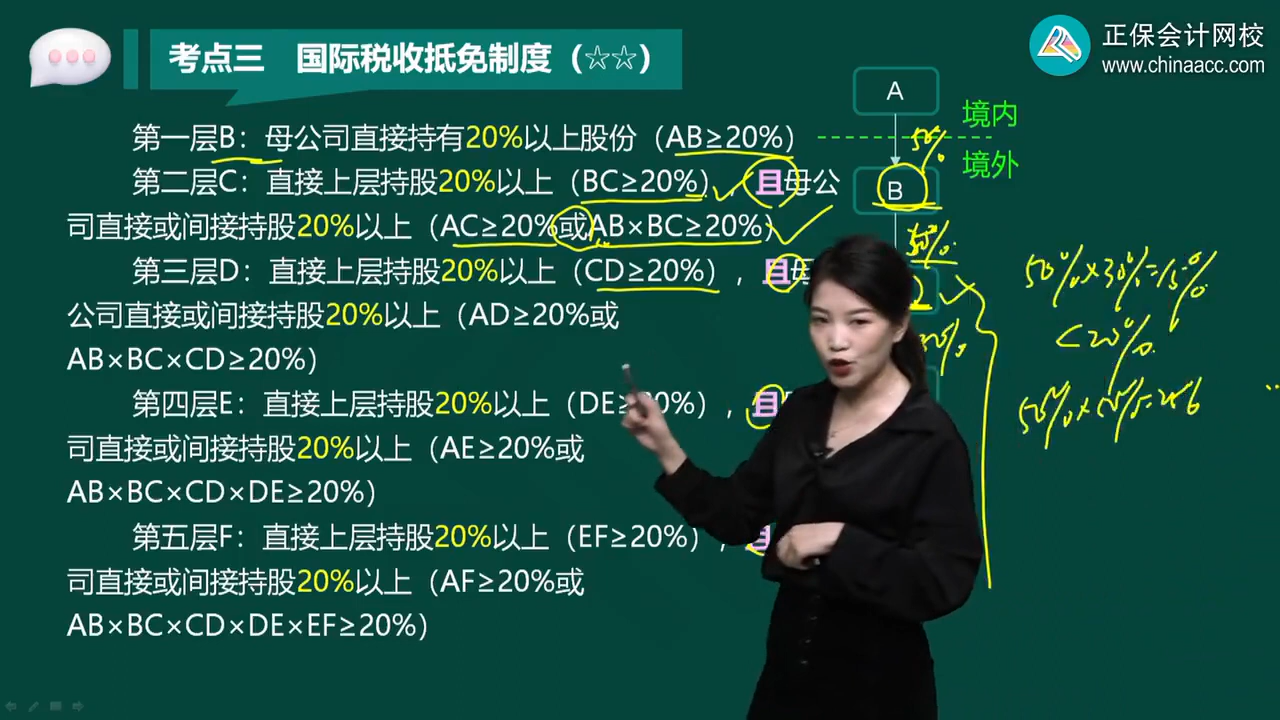 考点三 国际税收抵免制度（☆☆）
正保会计网校
www.chinaacc.com
第一层B：母公司直接持有20%以上股份（AB≥20%）
第二层C：直接上层持股20%以上（BC≥20%），且母公
司直接或间接持股20%以上（AC≥20%或AB×BC≥20%）
第三层D：直接上层持股20%以上（CD≥20%），且母
公司直接或间接持股20%以上（AD≥20%或
AB×BC×CD≥20%）
第四层E：直接上层持股20%以上（DE≥20%），且
司直接或间接持股20%以上（AE≥20%或
AB×BC×CD×DE≥20%）
第五层F：直接上层持股20%以上（EF≥20%），且
司直接或间接持股20%以上（AF≥20%或
AB×BC×CD×DE×EF≥20%）
A
境内
50%
境外
B
50%
30%
50%×30%=15%
<20%
50%×50%=25%